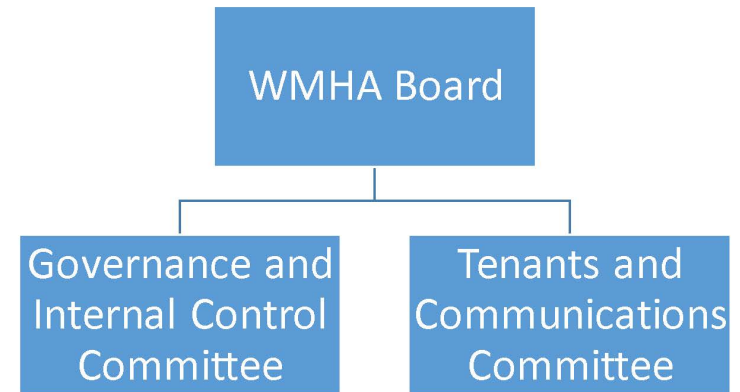 WMHA Board
Governance and
Internal Control
Committee
Tenants and
Communications
Committee